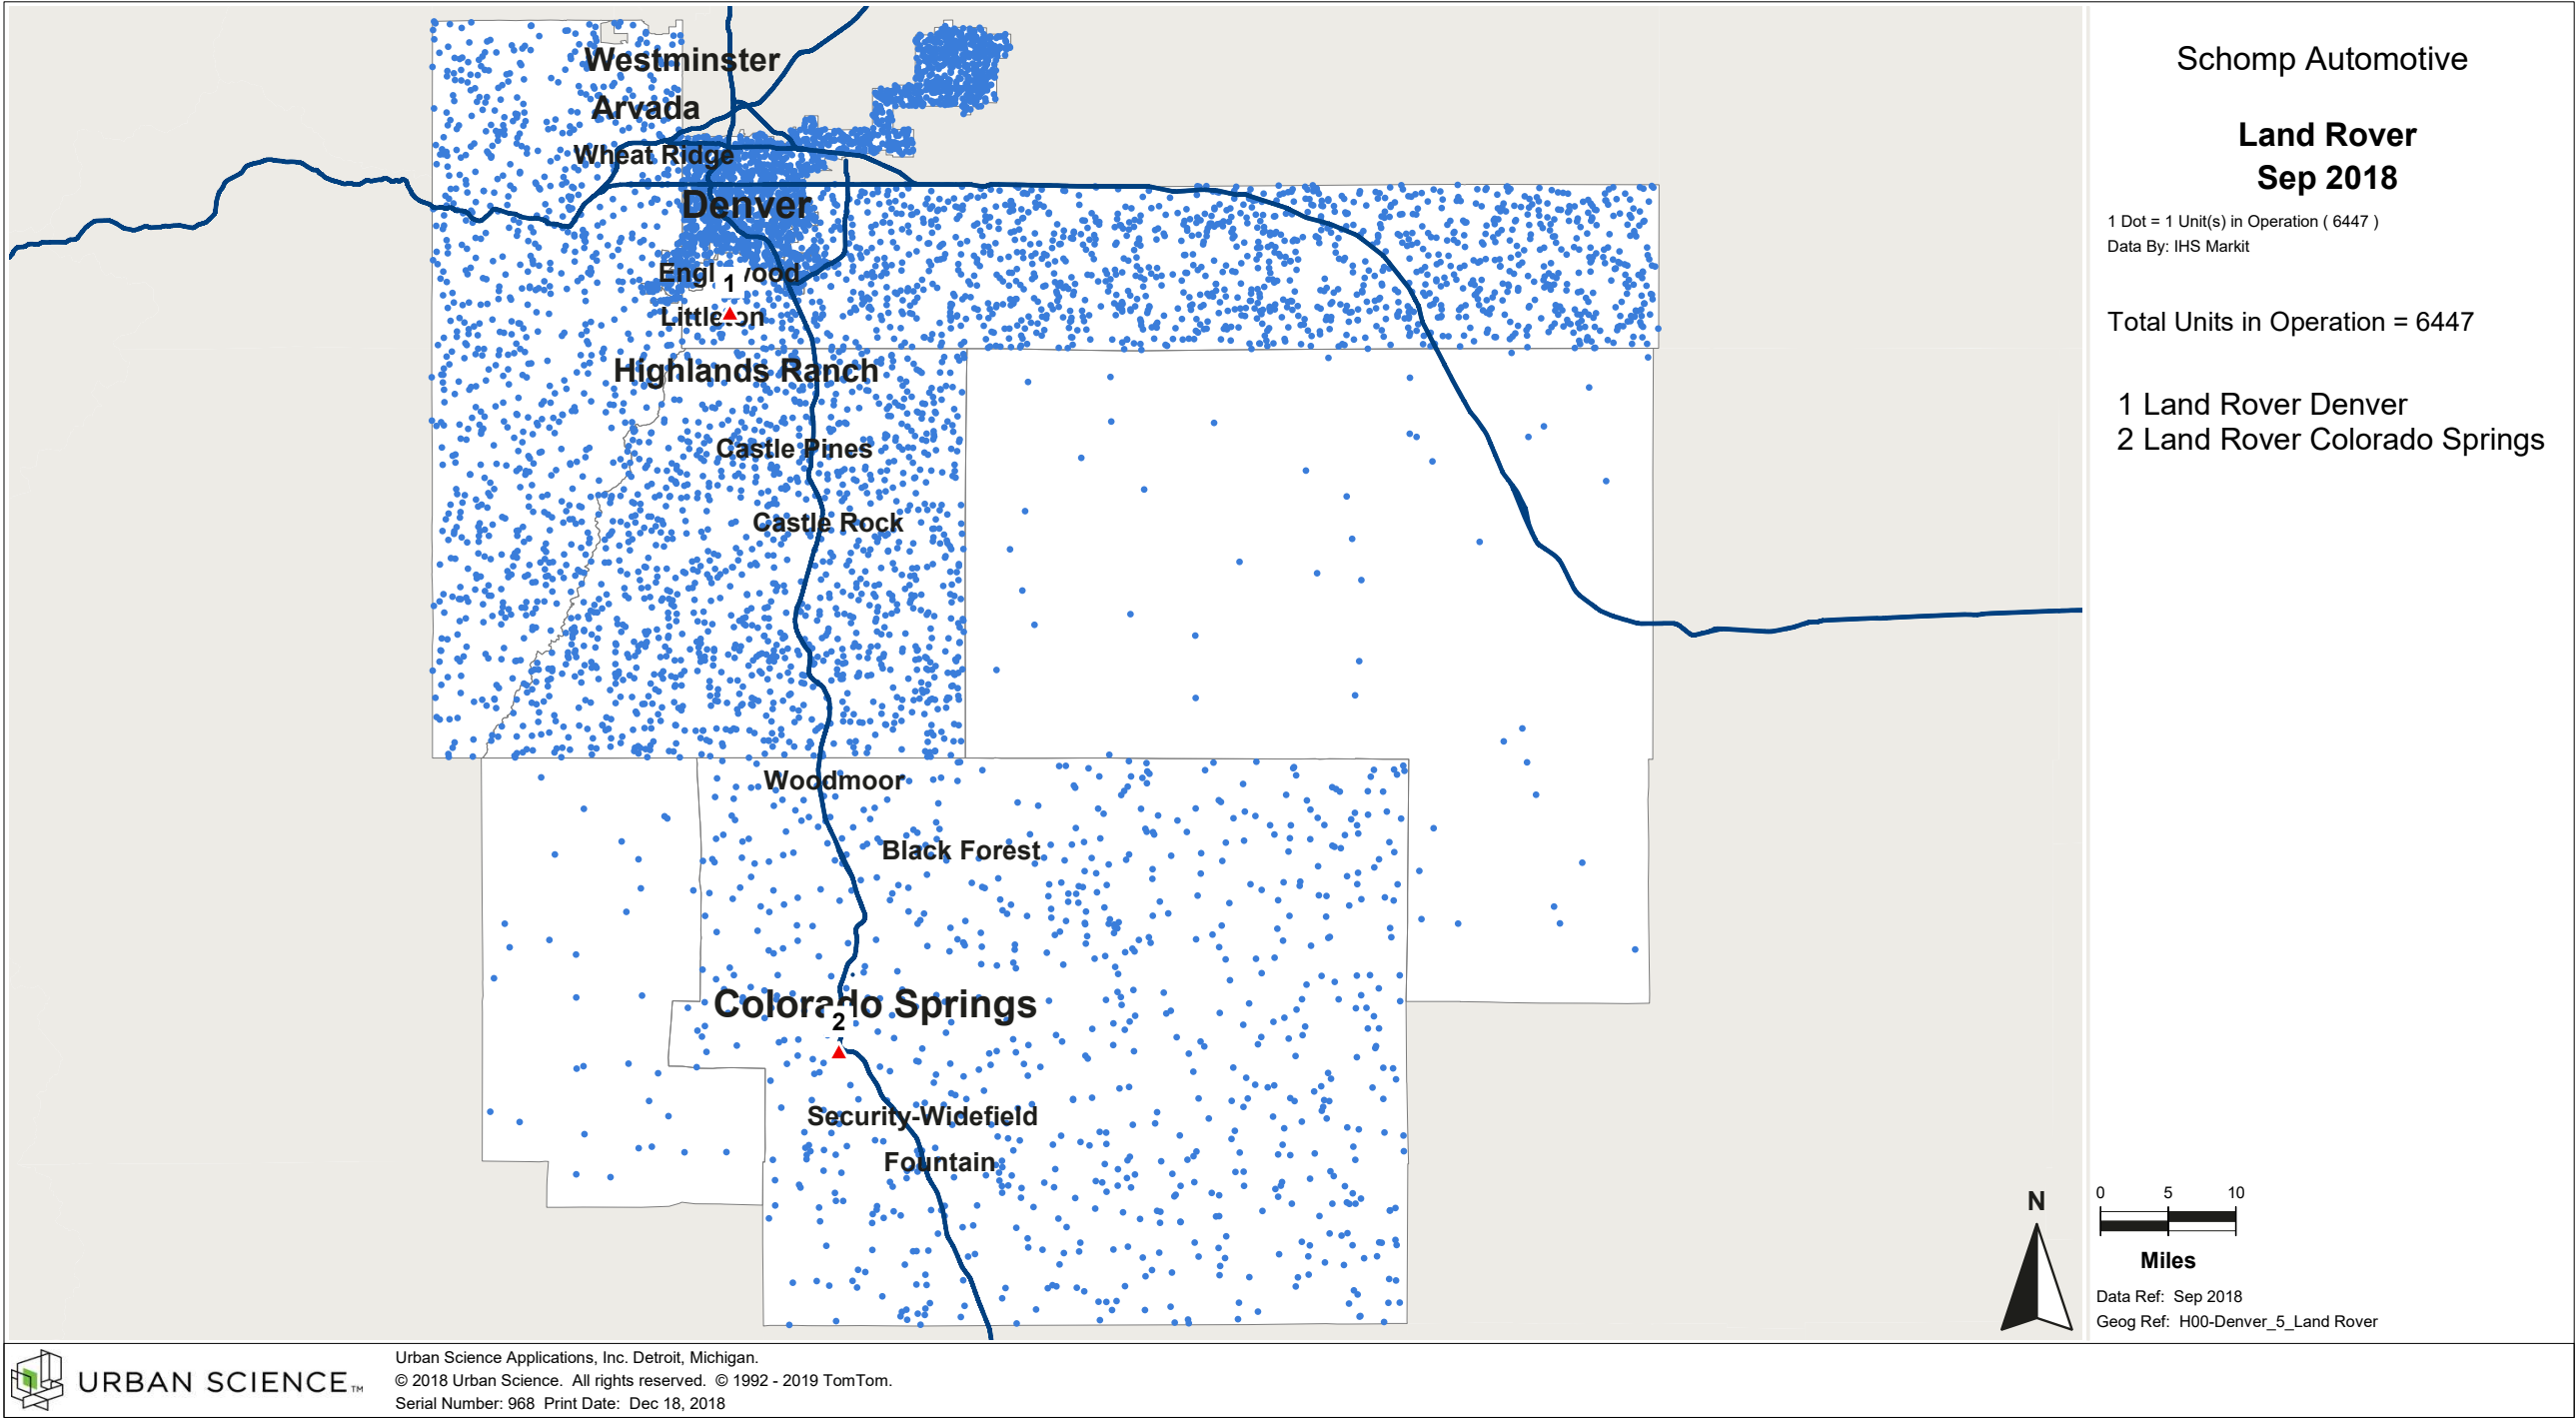 Westminster
Arvada
Wheat Ridge
Denver
1
Littleton
Highlands Ranch
Castle Pines
Castle Rock
Woodmoor
Black Forest
Colorado Springs
2
Security-Widefield
Fountain
Schomp Automotive
Land Rover
Sep 2018
1 Dot = 1 Unit(s) in Operation ( 6447 )
Data By: IHS Markit
Total Units in Operation = 6447
1 Land Rover Denver
2 Land Rover Colorado Springs
N
0 5 10
Miles
Data Ref: Sep 2018
Geog Ref: H00-Denver_5_Land Rover
URBAN SCIENCE™
Urban Science Applications, Inc. Detroit, Michigan.
© 2018 Urban Science. All rights reserved. © 1992 - 2019 TomTom.
Serial Number: 968 Print Date: Dec 18, 2018